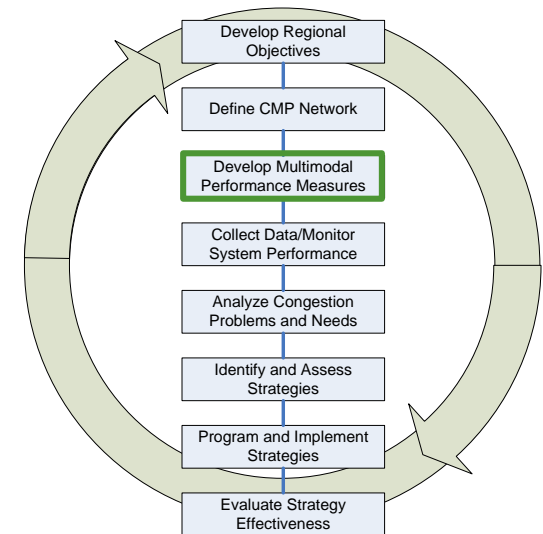 Develop Regional
Objectives
Define CMP Network
Develop Multimodal
Performance Measures
Collect Data/Monitor
System Performance
Analyze Congestion
Problems and Needs
Identify and Assess
Strategies
Program and Implement
Strategies
Evaluate Strategy
Effectiveness